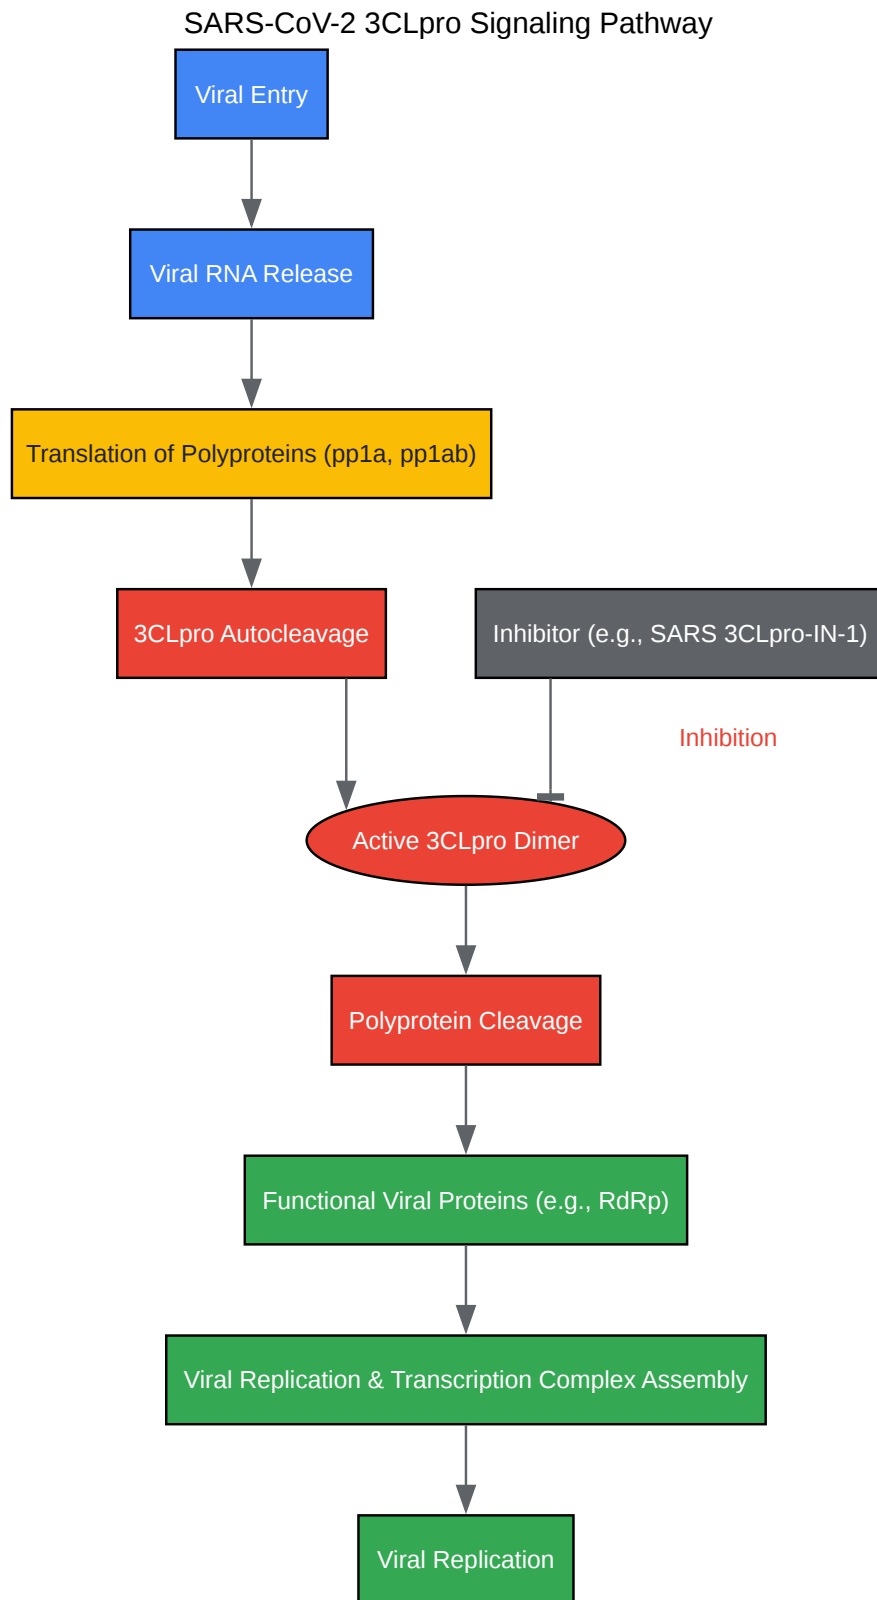 SARS-CoV-2 3CLpro Signaling Pathway
Viral Entry
Viral RNA Release
Translation of Polyproteins (pp1a, pp1ab)
3CLpro Autocleavage
Inhibitor (e.g., SARS 3CLpro-IN-1)
Inhibition
Active 3CLpro Dimer
Polyprotein Cleavage
Functional Viral Proteins (e.g., RdRp)
Viral Replication & Transcription Complex Assembly
Viral Replication